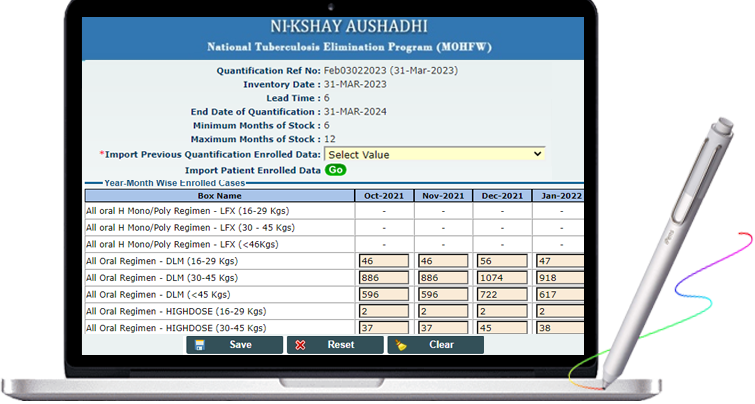 NI-KSHAY AUSHADHI
National Tuberculosis Elimination Program (MOHFW)
Quantification Ref No: Feb03022023 (31-Mar-2023)
Inventory Date : 31-MAR-2023
Lead Time : 6
End Date of Quantification : 31-MAR-2024
Minimum Months of Stock : 6
Maximum Months of Stock : 12
*Import Previous Quantification Enrolled Data: Select Value
Import Patient Enrolled Data Go
Year-Month Wise Enrolled Cases
Box Name Oct-2021 Nov-2021 Dec-2021 Jan-2022
All oral H Mono/Poly Regimen - LFX (16-29 Kgs) - - - -
All oral H Mono/Poly Regimen - LFX (30 - 45 Kgs) - - - -
All oral H Mono/Poly Regimen - LFX (<46Kgs) - - - -
All Oral Regimen - DLM (16-29 Kgs) 46 46 56 47
All Oral Regimen - DLM (30-45 Kgs) 886 886 1074 918
All Oral Regimen - DLM (<45 Kgs) 596 596 722 617
All Oral Regimen - HIGHDOSE (16-29 Kgs) 2 2 2 2
All Oral Regimen - HIGHDOSE (30-45 Kgs) 37 37 45 38
Save Reset Clear